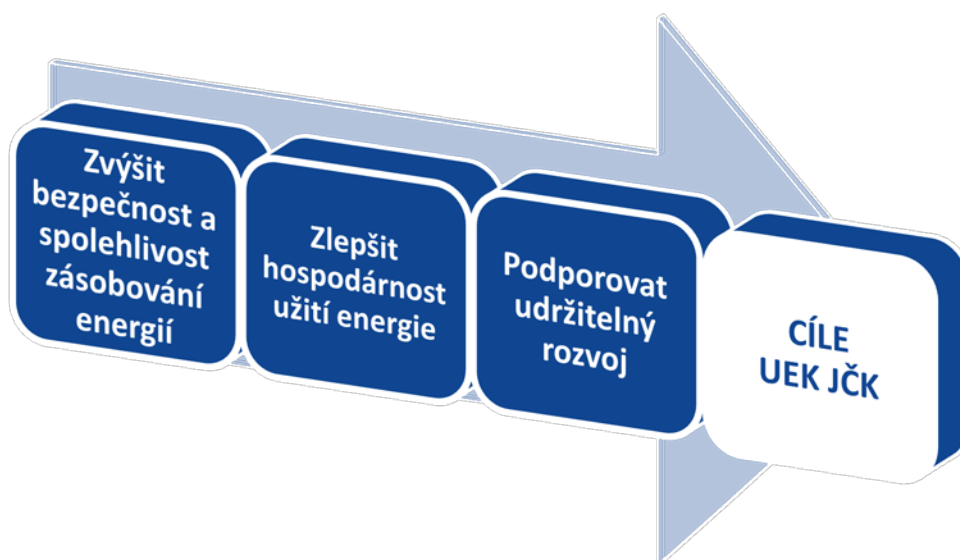 Zvýšit
bezpečnost a
spolehlivost
zásobování
energií
Zlepšit
hospodárnost
užití energie
Podporovat
udržitelný
rozvoj
CÍLE
UEK JČK